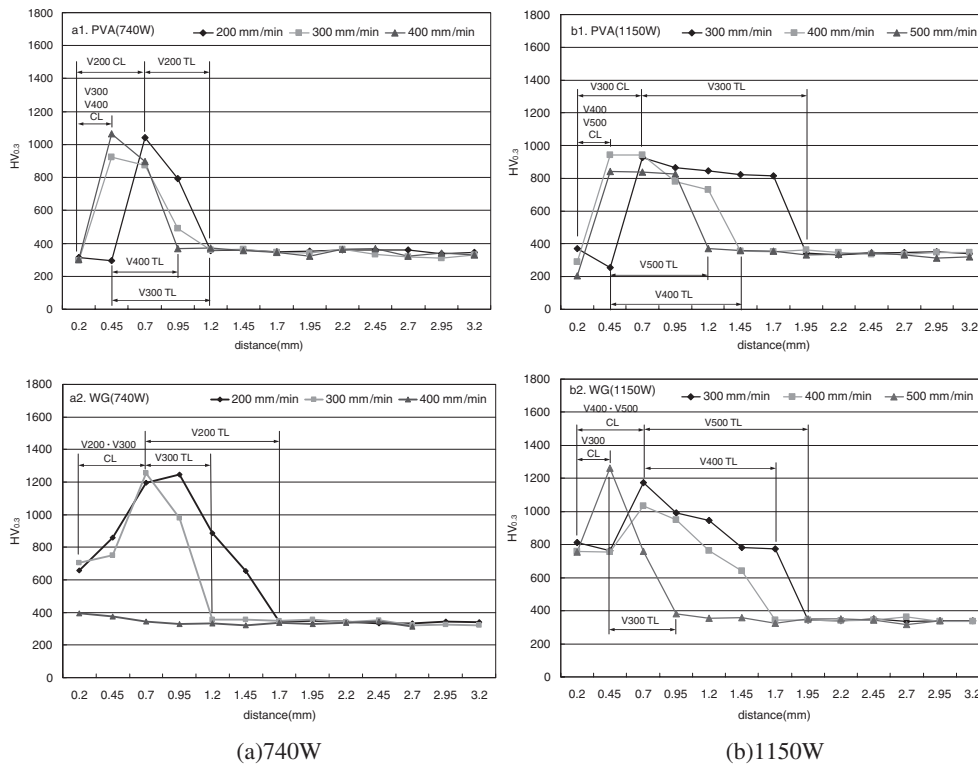 a1. PVA(740W) 200 mm/min 300 mm/min 400 mm/min
1800
1600
1400
1200
1000
800
600
400
200
0
HV0.3
V200 CL V200 TL
V300
V400
CL
V400 TL
V300 TL
0.2 0.45 0.7 0.95 1.2 1.45 1.7 1.95 2.2 2.45 2.7 2.95 3.2
distance(mm)
b1. PVA(1150W) 300 mm/min 400 mm/min 500 mm/min
1800
1600
1400
1200
1000
800
600
400
200
0
HV0.3
V300 CL V300 TL
V400
V500
CL
V500 TL
V400 TL
0.2 0.45 0.7 0.95 1.2 1.45 1.7 1.95 2.2 2.45 2.7 2.95 3.2
distance(mm)
a2. WG(740W) 200 mm/min 300 mm/min 400 mm/min
1800
1600
1400
1200
1000
800
600
400
200
0
HV0.3
V200 TL
V200・V300
CL V300 TL
0.2 0.45 0.7 0.95 1.2 1.45 1.7 1.95 2.2 2.45 2.7 2.95 3.2
distance(mm)
b2. WG(1150W) 300 mm/min 400 mm/min 500 mm/min
1800
1600
1400
1200
1000
800
600
400
200
0
HV0.3
V400・V500
CL V500 TL
V300
CL
V400 TL
V300 TL
0.2 0.45 0.7 0.95 1.2 1.45 1.7 1.95 2.2 2.45 2.7 2.95 3.2
distance(mm)
(a)740W
(b)1150W